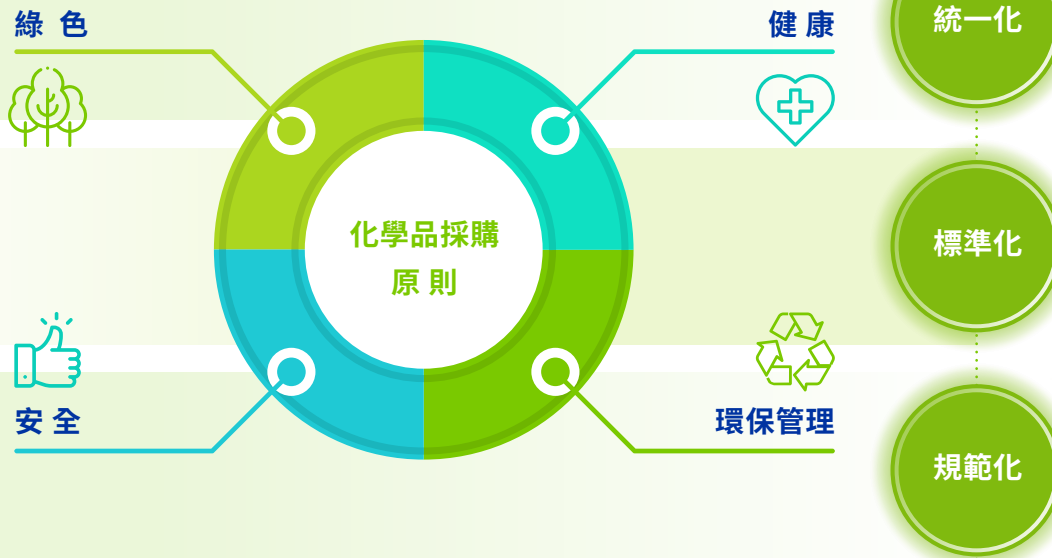 綠色
健康
化學品採購
原則
安全
環保管理
統一化
標準化
規範化